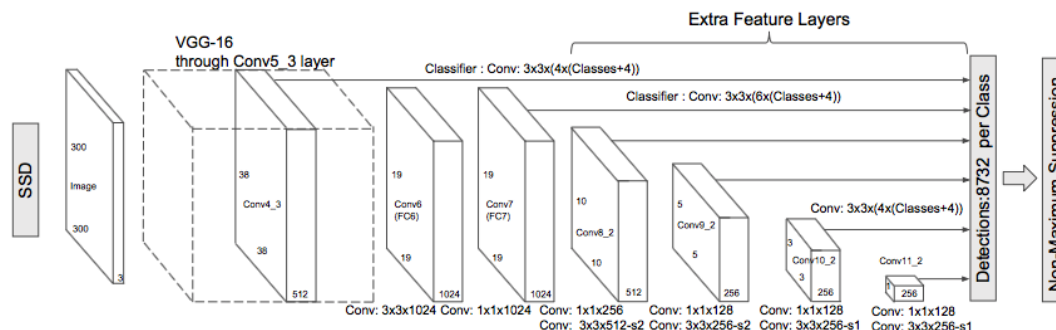 Extra Feature Layers
VGG-16
through Conv5_3 layer
Classifier : Conv: 3x3x(4x(Classes+4))
Classifier : Conv: 3x3x(6x(Classes+4))
SSD
300
Image
300
3
38
Conv4_3
38
512
19
Conv6
(FC6)
19
1024
19
Conv7
(FC7)
19
1024
10
Conv8_2
10
512
5
Conv9_2
5
256
Conv: 3x3x(4x(Classes+4))
3
Conv10_2
3
256
Conv11_2
1
256
Detections:8732 per Class
Non-Maximum Suppression
Conv: 3x3x1024
Conv: 1x1x1024
Conv: 1x1x256
Conv: 3x3x512-s2
Conv: 1x1x128
Conv: 3x3x256-s2
Conv: 1x1x128
Conv: 3x3x256-s1
Conv: 1x1x128
Conv: 3x3x256-s1